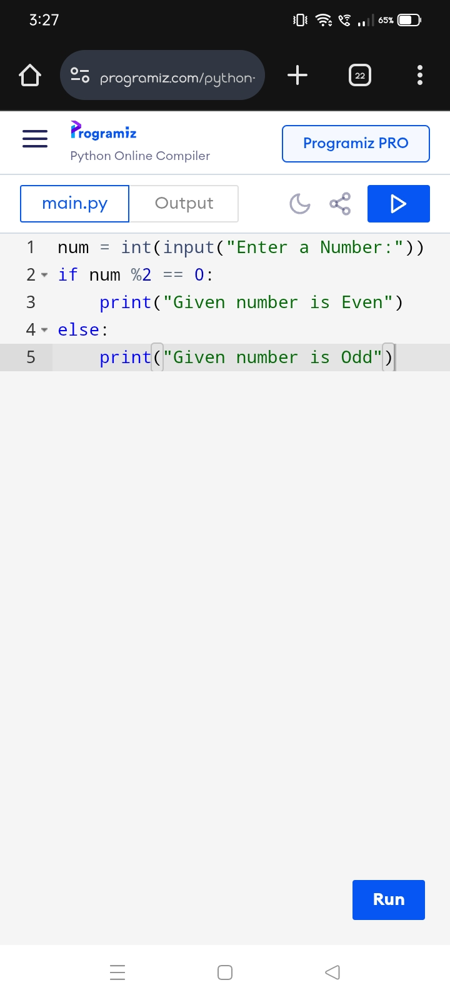 3:27
65%
programiz.com/python-
22
Programiz
Python Online Compiler
Programiz PRO
main.py
Output
1 num = int(input("Enter a Number:"))
2 if num %2 == 0:
3     print("Given number is Even")
4 else:
5     print("Given number is Odd")
Run